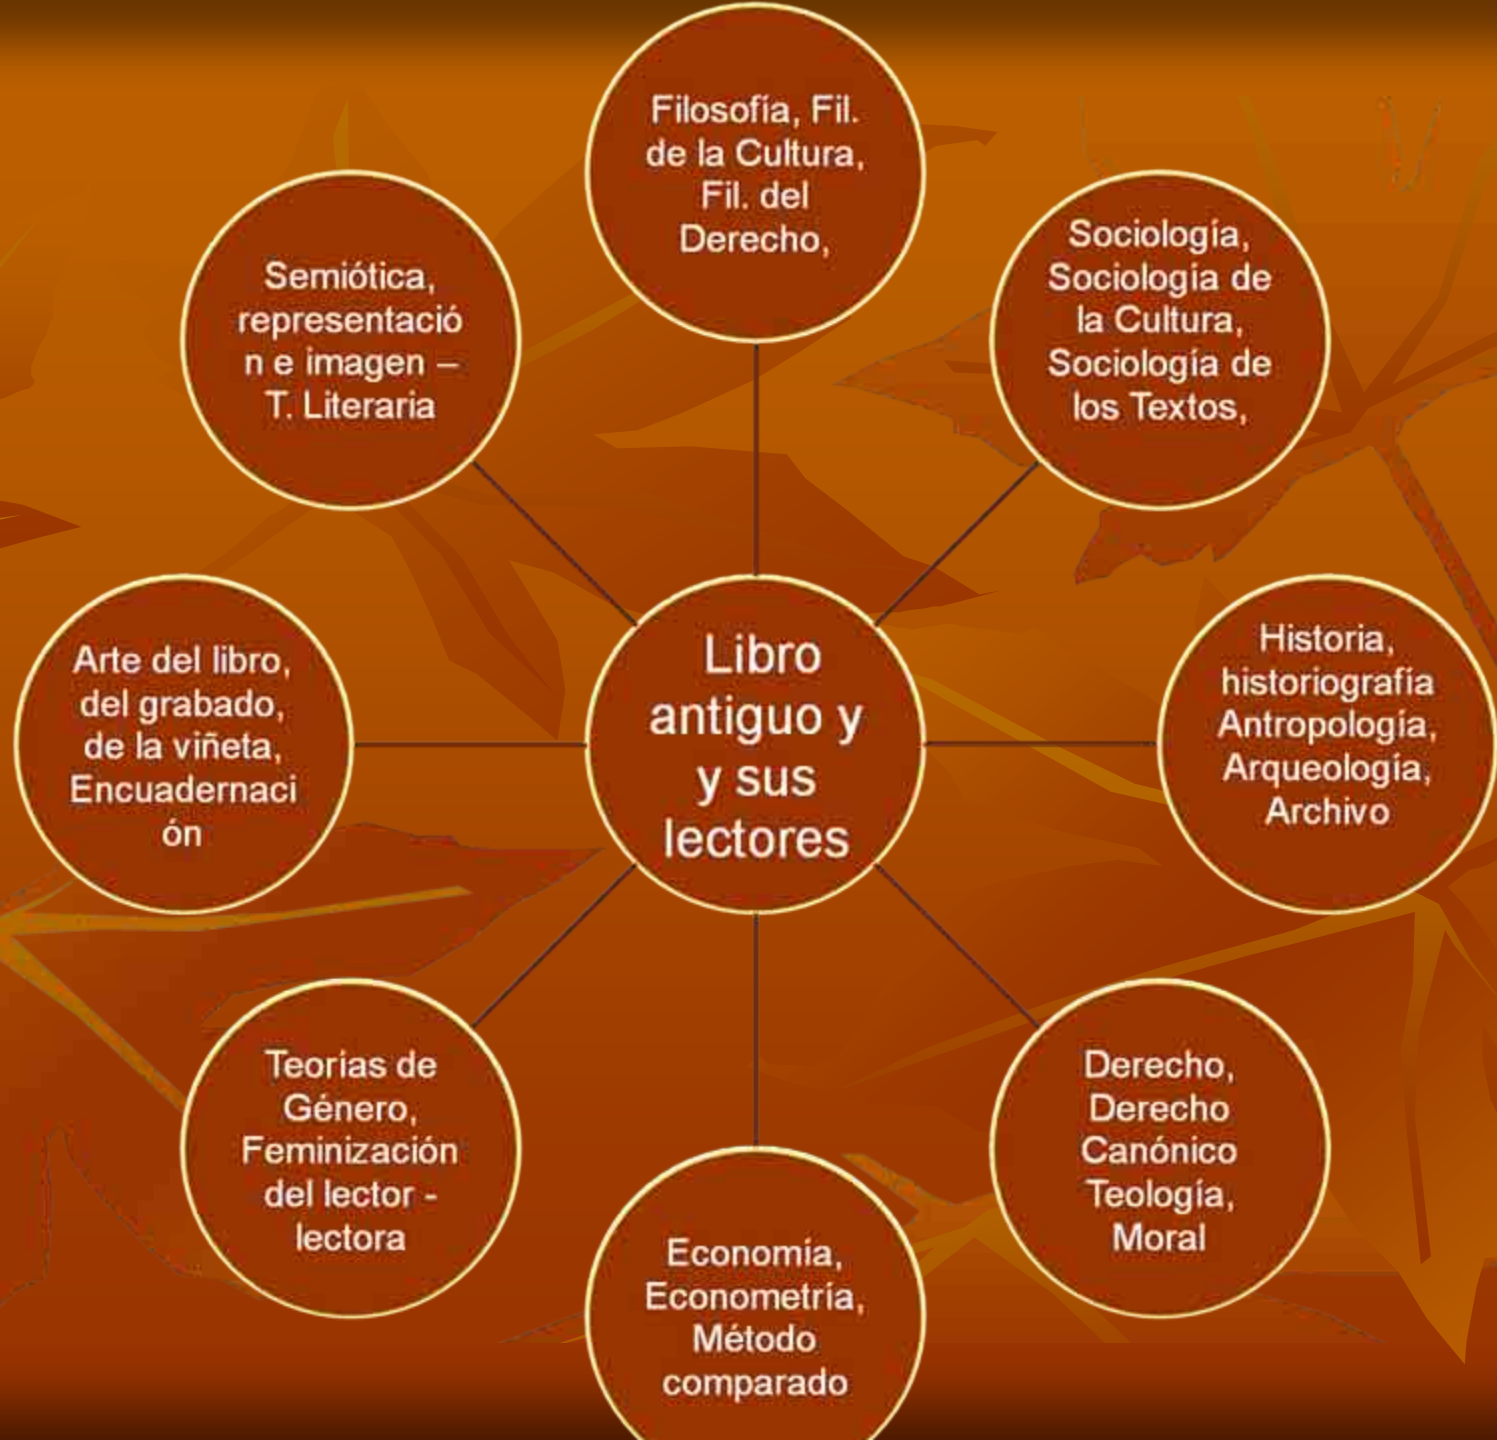 Filosofía, Fil.
de la Cultura,
Fil. del
Derecho,
Semiótica,
representació
n e imagen –
T. Literaria
Sociología,
Sociología de
la Cultura,
Sociología de
los Textos,
Arte del libro,
del grabado,
de la viñeta,
Encuadernaci
ón
Libro
antiguo y
y sus
lectores
Historia,
historiografía
Antropología,
Arqueología,
Archivo
Teorías de
Género,
Feminización
del lector -
lectora
Economía,
Econometría,
Método
comparado
Derecho,
Derecho
Canónico
Teología,
Moral